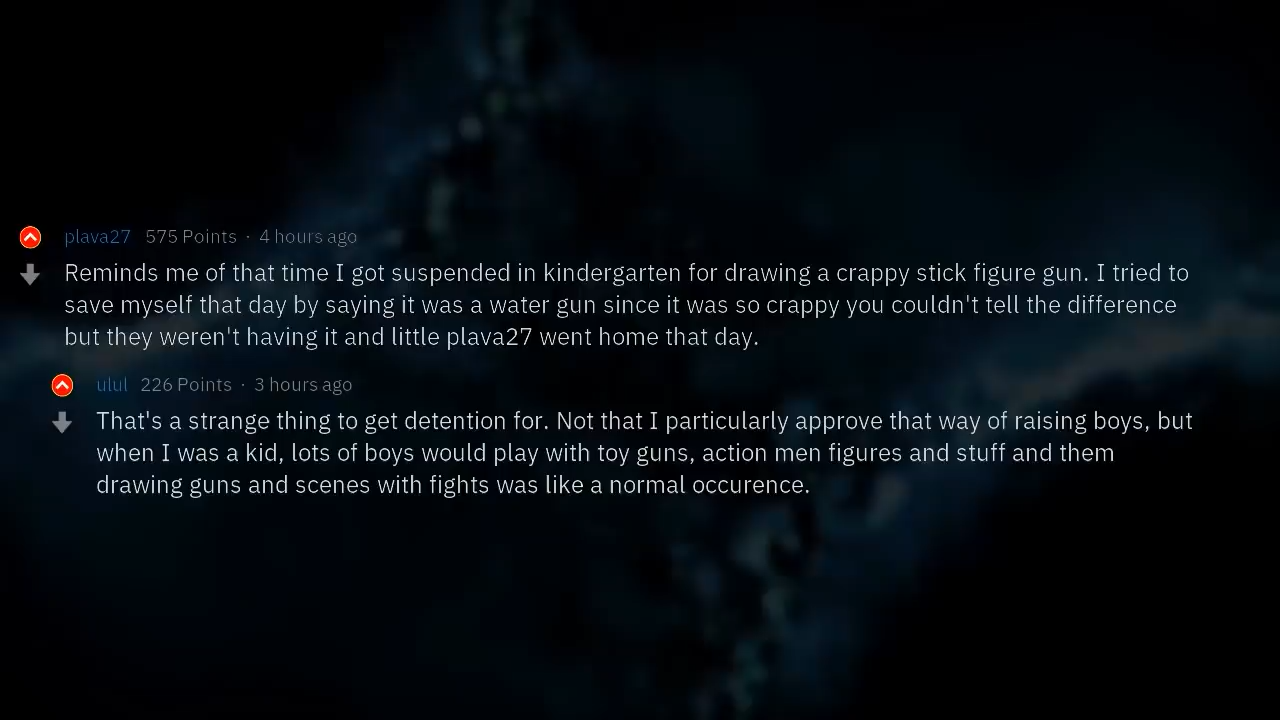 plava27 575 Points · 4 hours ago
Reminds me of that time I got suspended in kindergarten for drawing a crappy stick figure gun. I tried to
save myself that day by saying it was a water gun since it was so crappy you couldn't tell the difference
but they weren't having it and little plava27 went home that day.
ulul 226 Points · 3 hours ago
That's a strange thing to get detention for. Not that I particularly approve that way of raising boys, but
when I was a kid, lots of boys would play with toy guns, action men figures and stuff and them
drawing guns and scenes with fights was like a normal occurence.